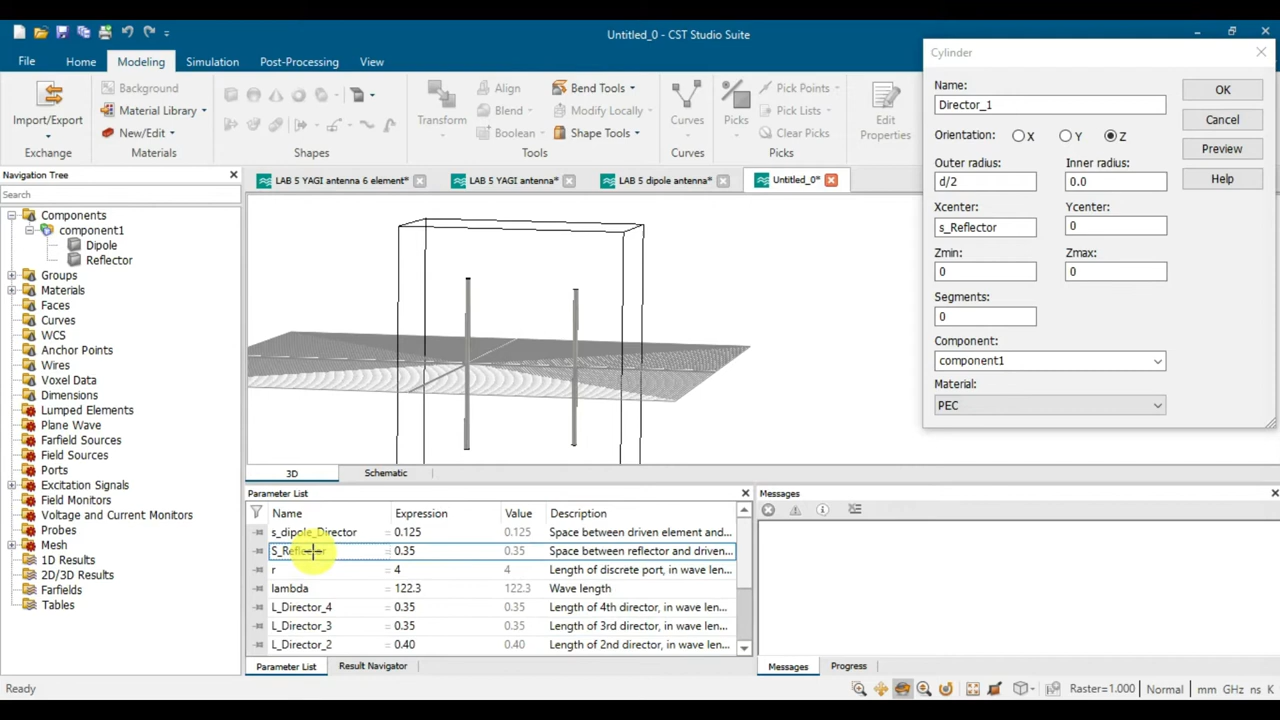 Untitled_0 - CST Studio Suite
File
Home
Modeling
Simulation
Post-Processing
View
Import/Export
Exchange
Background
Material Library
New/Edit
Materials
Shapes
Transform
Align
Blend
Boolean
Bend Tools
Modify Locally
Shape Tools
Tools
Curves
Curves
Picks
Pick Points
Pick Lists
Clear Picks
Picks
Edit
Properties
Navigation Tree
Search
Components
component1
Dipole
Reflector
Groups
Materials
Faces
Curves
WCS
Anchor Points
Wires
Voxel Data
Dimensions
Lumped Elements
Plane Wave
Farfield Sources
Field Sources
Ports
Excitation Signals
Field Monitors
Voltage and Current Monitors
Probes
Mesh
1D Results
2D/3D Results
Farfields
Tables
LAB 5 YAGI antenna 6 element*
LAB 5 YAGI antenna*
LAB 5 dipole antenna*
Untitled_0*
3D
Schematic
Parameter List
Name Expression Value Description
s_dipole_Director = 0.125 0.125 Space between driven element and...
S_Reflector = 0.35 0.35 Space between reflector and driven...
r = 4 4 Length of discrete port, in wave len...
lambda = 122.3 122.3 Wave length
L_Director_4 = 0.35 0.35 Length of 4th director, in wave len...
L_Director_3 = 0.35 0.35 Length of 3rd director, in wave len...
L_Director_2 = 0.40 0.40 Length of 2nd director, in wave len...
Parameter List
Result Navigator
Messages
Messages
Progress
Cylinder
Name:
Director_1
Orientation: X Y Z
Outer radius: Inner radius:
d/2 0.0
Xcenter: Ycenter:
s_Reflector 0
Zmin: Zmax:
0 0
Segments:
0
Component:
component1
Material:
PEC
OK
Cancel
Preview
Help
Ready
Raster=1.000 Normal mm GHz ns K